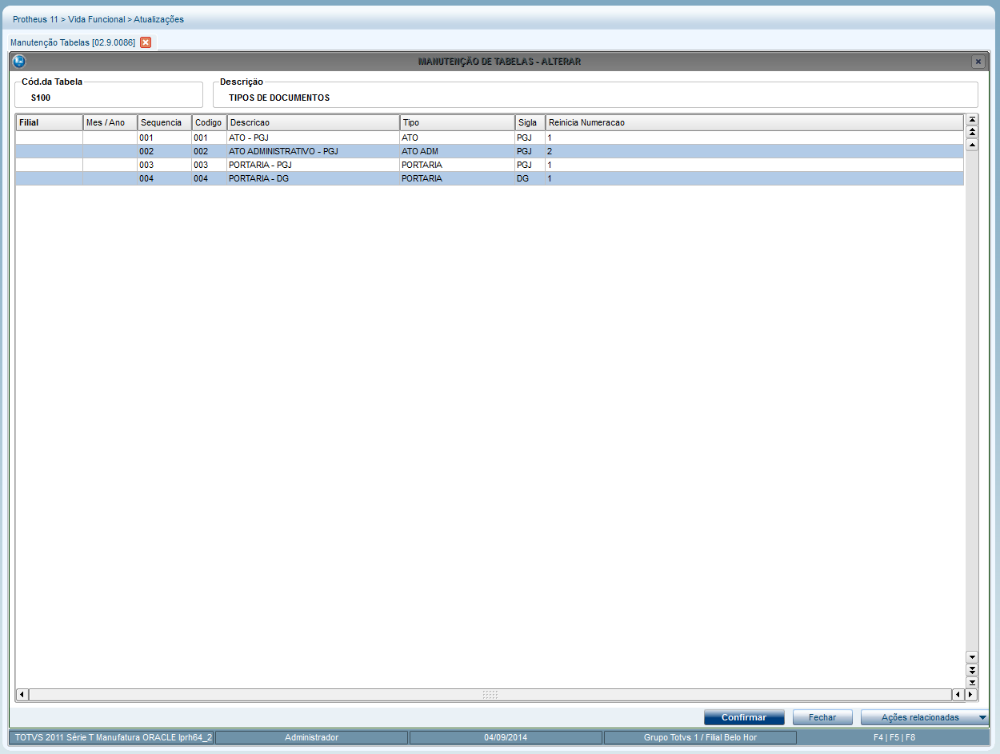 Protheus 11 > Vida Funcional > Atualizações
Manutenção Tabelas [02.9.0086]
MANUTENÇÃO DE TABELAS - ALTERAR
Cód.da Tabela Descrição
S100 TIPOS DE DOCUMENTOS
Filial Mes / Ano Sequencia Codigo Descricao Tipo Sigla Reinicia Numeracao
001 001 ATO - PGJ ATO PGJ 1
002 002 ATO ADMINISTRATIVO - PGJ ATO ADM PGJ 2
003 003 PORTARIA - PGJ PORTARIA PGJ 1
004 004 PORTARIA - DG PORTARIA DG 1
Confirmar Fechar Ações relacionadas
TOTVS 2011 Série T Manufatura ORACLE lprh64_2 Administrador 04/09/2014 Grupo Totvs 1 / Filial Belo Hor F4 | F5 | F8